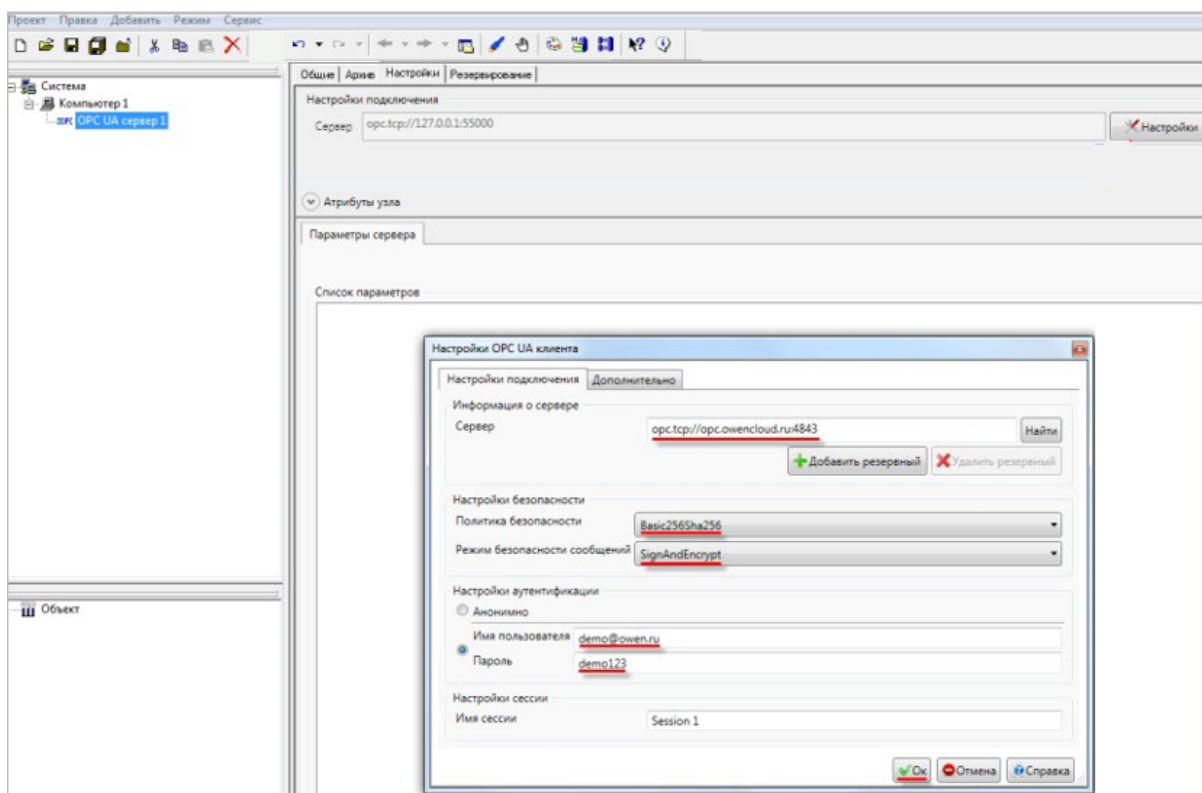 Проект Правка Добавить Режим Сервис
Общие Архив Настройки Резервирование
Система
Компьютер 1
OPC UA сервер 1
Настройки подключения
Сервер opc.tcp://127.0.0.1:55000 Настройки
Атрибуты узла
Параметры сервера
Список параметров
Настройки OPC UA клиента
Настройки подключения Дополнительно
Информация о сервере
Сервер opc.tcp://opc.owencloud.ru:4843 Найти
Добавить резервный Удалить резервный
Настройки безопасности
Политика безопасности Basic256Sha256
Режим безопасности сообщений SignAndEncrypt
Настройки аутентификации
Анонимно
Имя пользователя demo@owen.ru
Пароль demo123
Настройки сессии
Имя сессии Session 1
Ок Отмена Справка
Объект